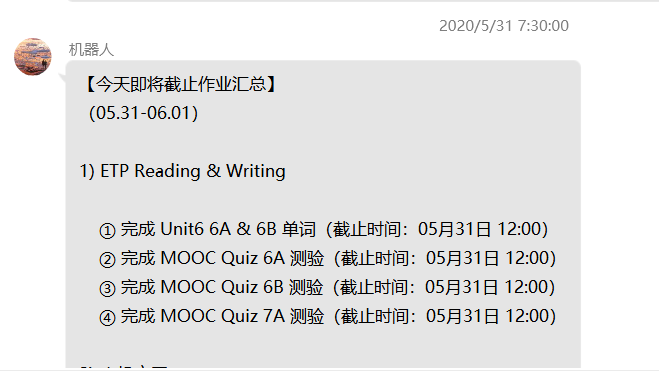 2020/5/31 7:30:00
机器人
【今天即将截止作业汇总】
（05.31-06.01）
1) ETP Reading & Writing
① 完成 Unit6 6A & 6B 单词（截止时间：05月31日 12:00）
② 完成 MOOC Quiz 6A 测验（截止时间：05月31日 12:00）
③ 完成 MOOC Quiz 6B 测验（截止时间：05月31日 12:00）
④ 完成 MOOC Quiz 7A 测验（截止时间：05月31日 12:00）